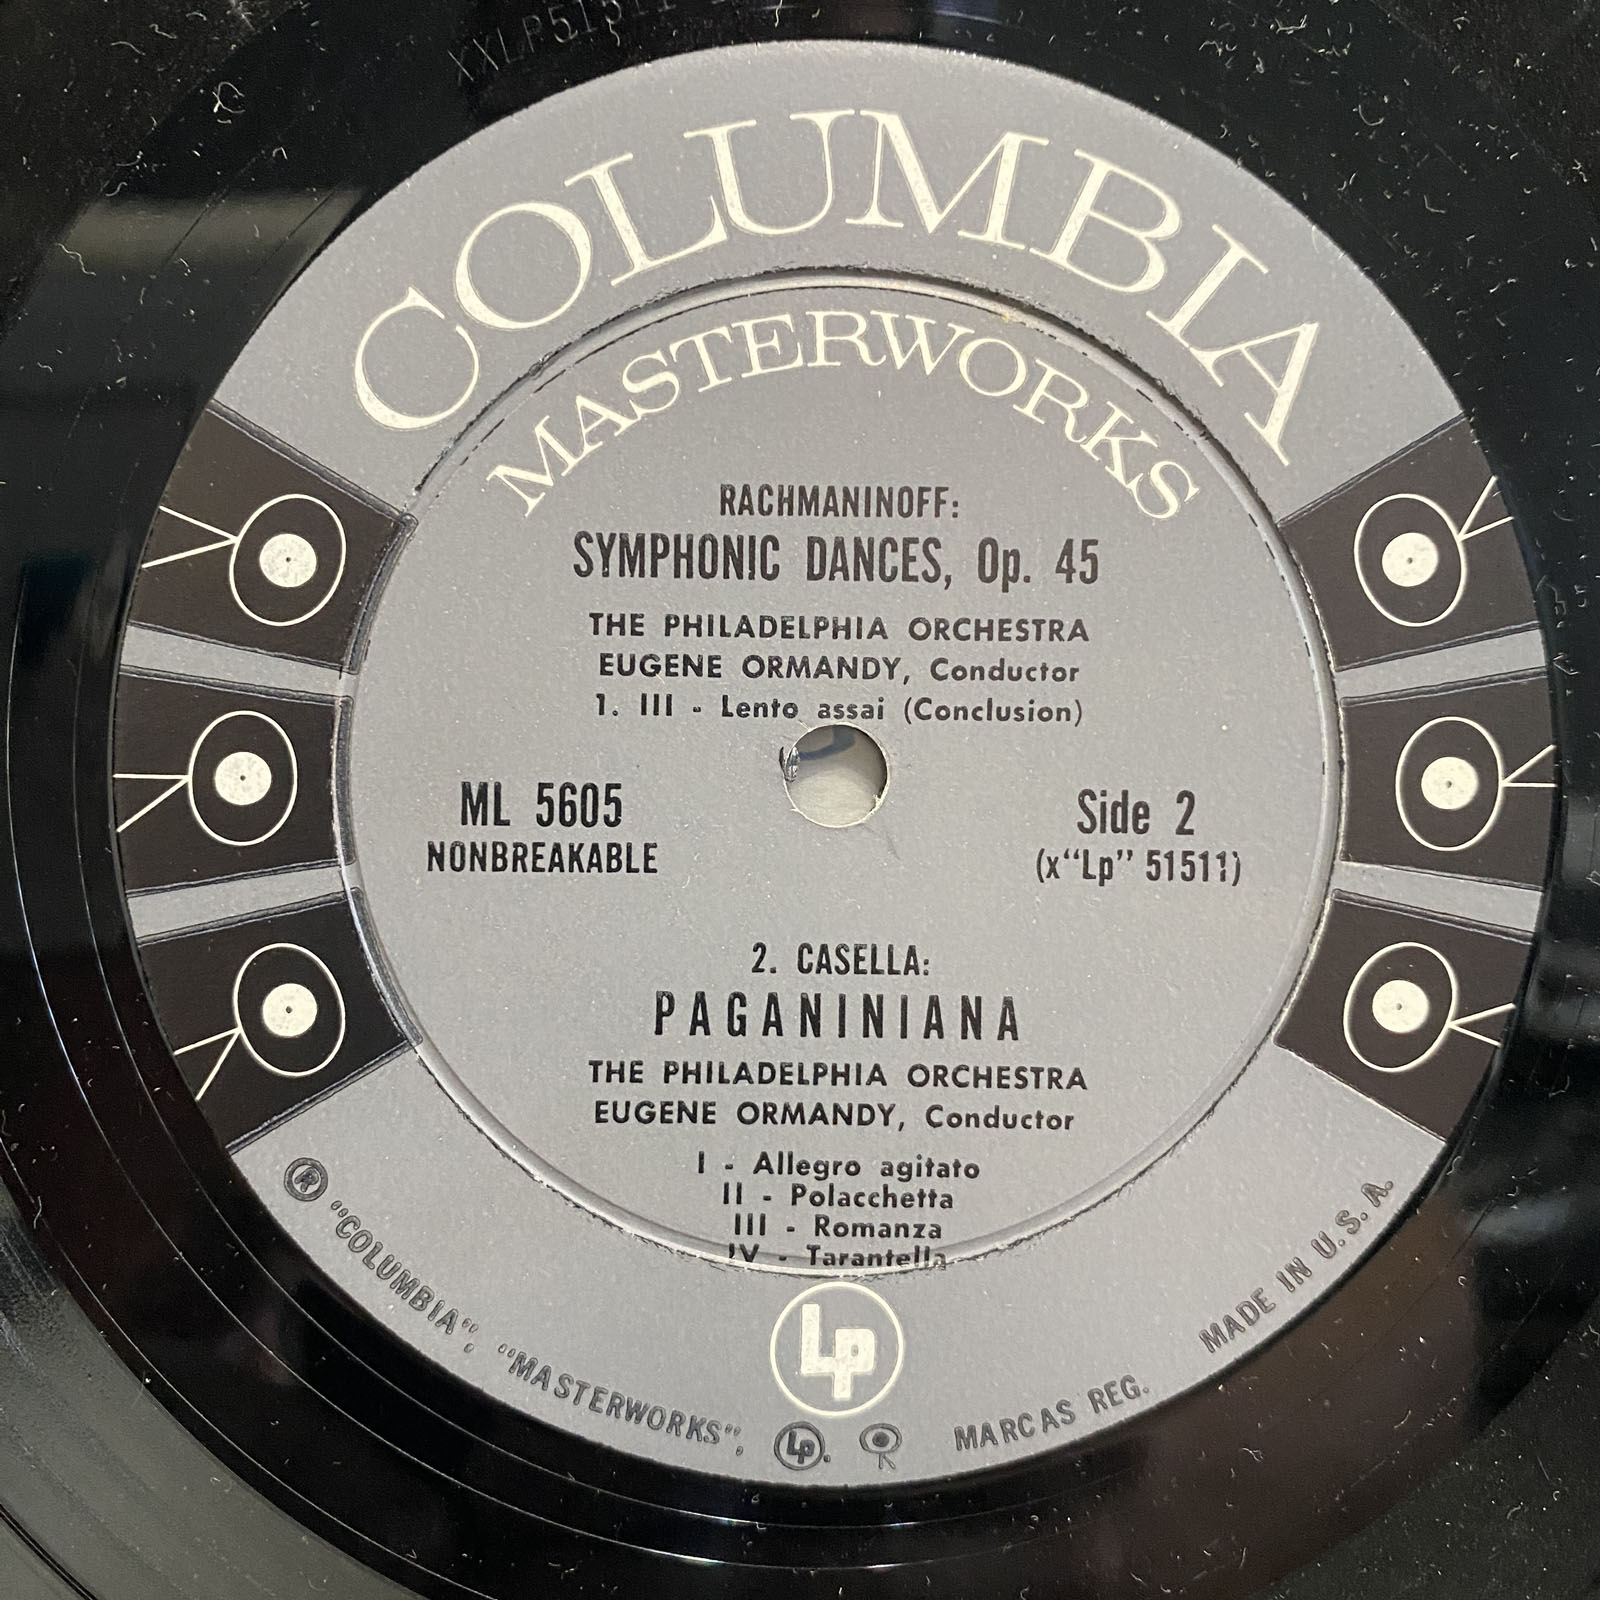 XXLP51511
COLUMBIA
MASTERWORKS
RACHMANINOFF:
SYMPHONIC DANCES, Op. 45
THE PHILADELPHIA ORCHESTRA
EUGENE ORMANDY, Conductor
1. III - Lento assai (Conclusion)
ML 5605
NONBREAKABLE
Side 2
(x“Lp” 51511)
2. CASELLA:
PAGANINIANA
THE PHILADELPHIA ORCHESTRA
EUGENE ORMANDY, Conductor
I - Allegro agitato
II - Polacchetta
III - Romanza
IV - Tarantella
Lp
® “COLUMBIA”, “MASTERWORKS”, Lp. MARCAS REG. MADE IN U.S.A.